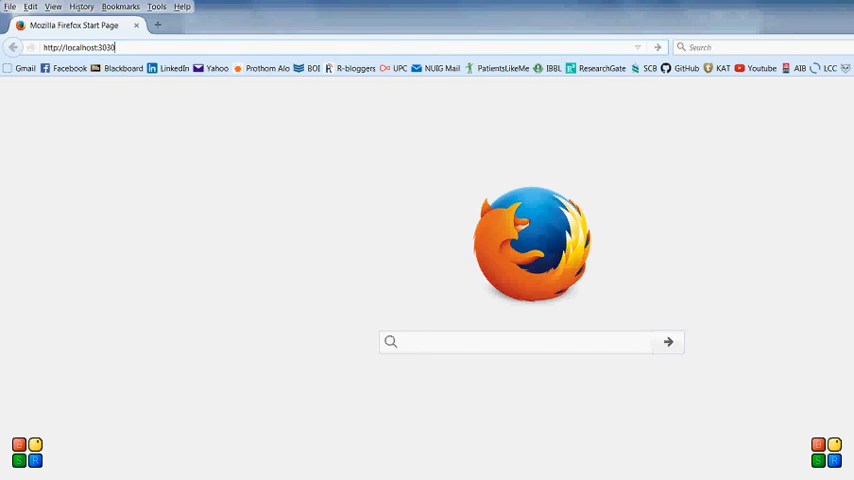 File Edit View History Bookmarks Tools Help
Mozilla Firefox Start Page
http://localhost:3030
Search
Gmail Facebook Blackboard LinkedIn Yahoo Prothom Alo BOI R-bloggers UPC NUIG Mail PatientsLikeMe IBBL ResearchGate SCB GitHub KAT Youtube AIB LCC